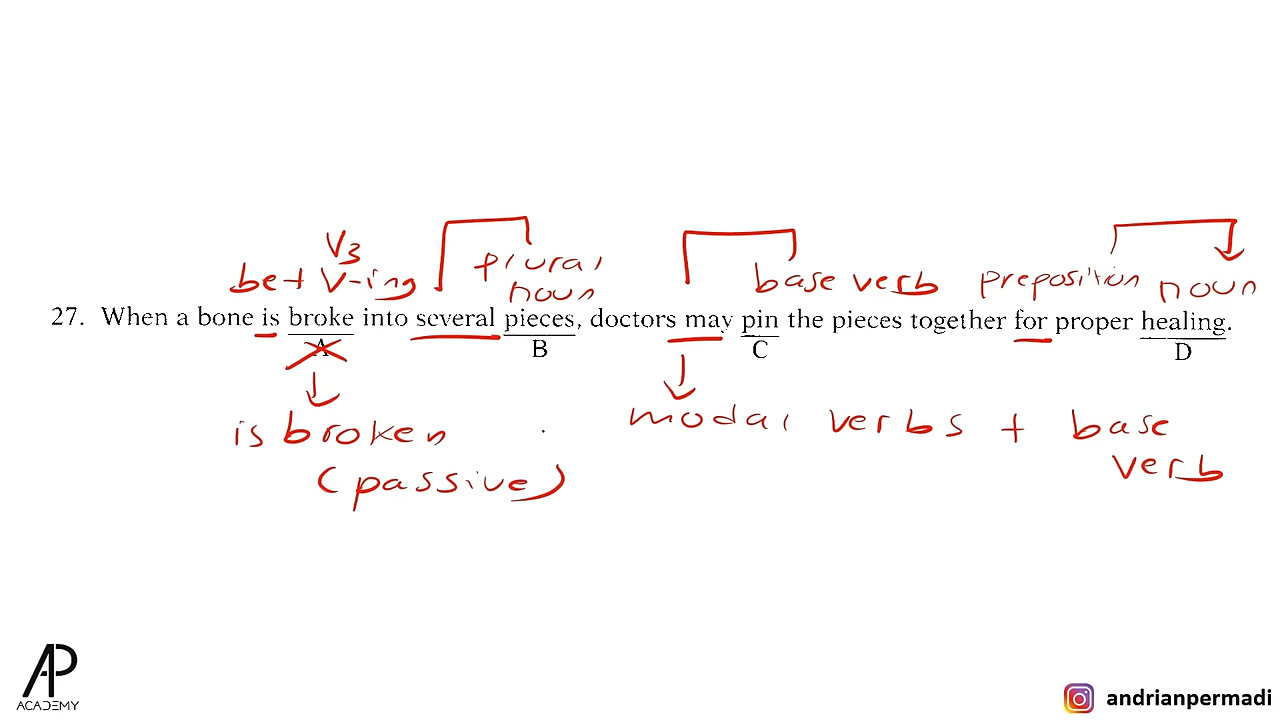 V3
be + V-ing
plural
noun
base verb
preposition
noun
27. When a bone is broke into several pieces, doctors may pin the pieces together for proper healing.
A B C D
is broken
(passive)
modal verbs + base
verb
AP
ACADEMY
andrianpermadi